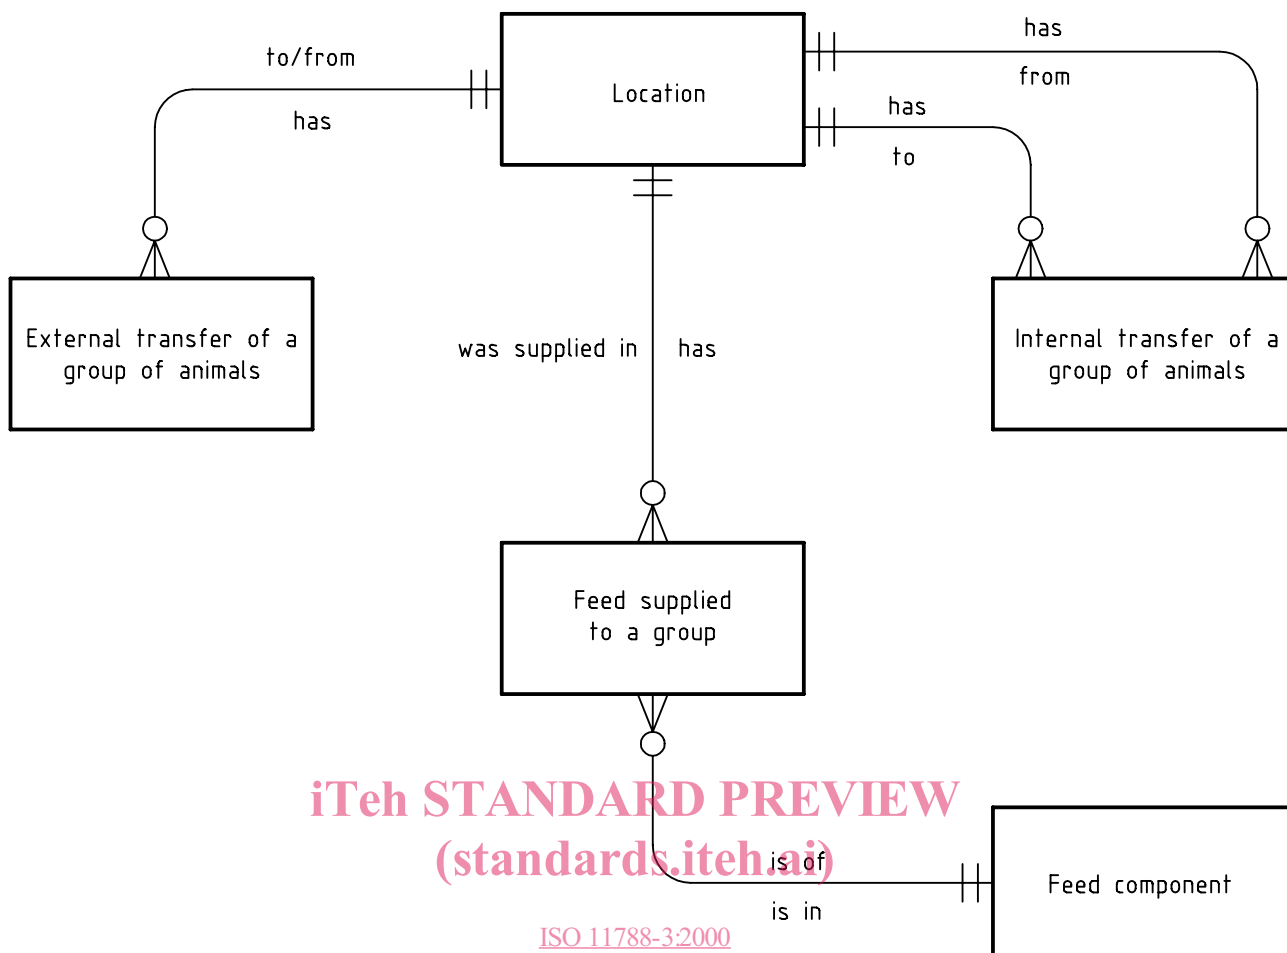 to/from
has
Location
has
from
has
to
External transfer of a
group of animals
was supplied in
has
Internal transfer of a
group of animals
Feed supplied
to a group
iTeh STANDARD PREVIEW
(standards.iteh.ai)
is of
is in
Feed component
ISO 11788-3:2000